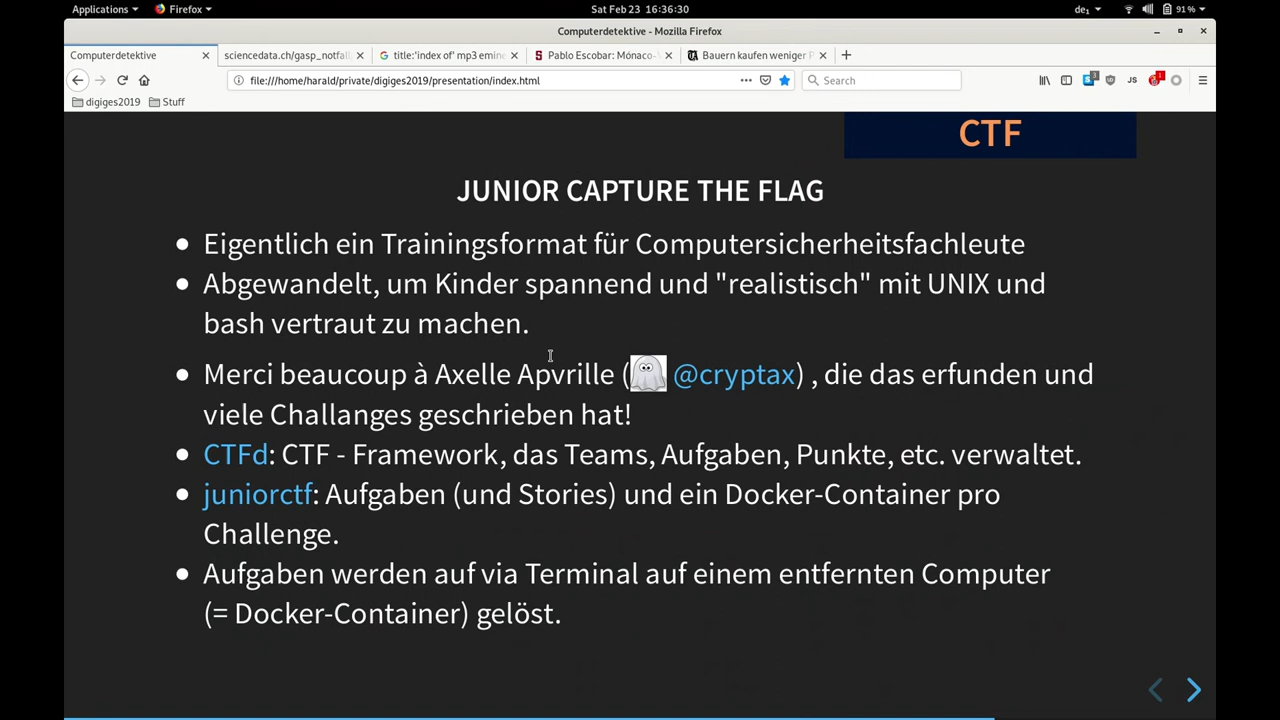 Applications
Firefox
Sat Feb 23 16:36:30
de₁
91%
Computerdetektive - Mozilla Firefox
Computerdetektive
sciencedata.ch/gasp_notfall
title:'index of' mp3 emine
Pablo Escobar: Mónaco-
Bauern kaufen weniger P
file:///home/harald/private/digiges2019/presentation/index.html
Search
JS
3
1
digiges2019
Stuff
CTF
JUNIOR CAPTURE THE FLAG
• Eigentlich ein Trainingsformat für Computersicherheitsfachleute
• Abgewandelt, um Kinder spannend und "realistisch" mit UNIX und
bash vertraut zu machen.
• Merci beaucoup à Axelle Apvrille ( @cryptax) , die das erfunden und
viele Challanges geschrieben hat!
• CTFd: CTF - Framework, das Teams, Aufgaben, Punkte, etc. verwaltet.
• juniorctf: Aufgaben (und Stories) und ein Docker-Container pro
Challenge.
• Aufgaben werden auf via Terminal auf einem entfernten Computer
(= Docker-Container) gelöst.